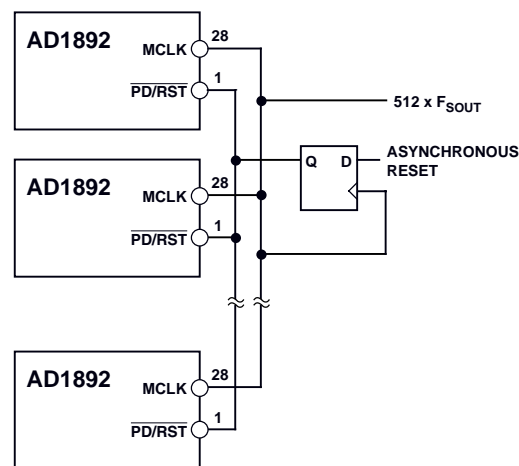 AD1892
MCLK
28
PD/RST
1
512 x FSOUT
Q D
ASYNCHRONOUS
RESET
AD1892
MCLK
28
PD/RST
1
AD1892
MCLK
28
PD/RST
1